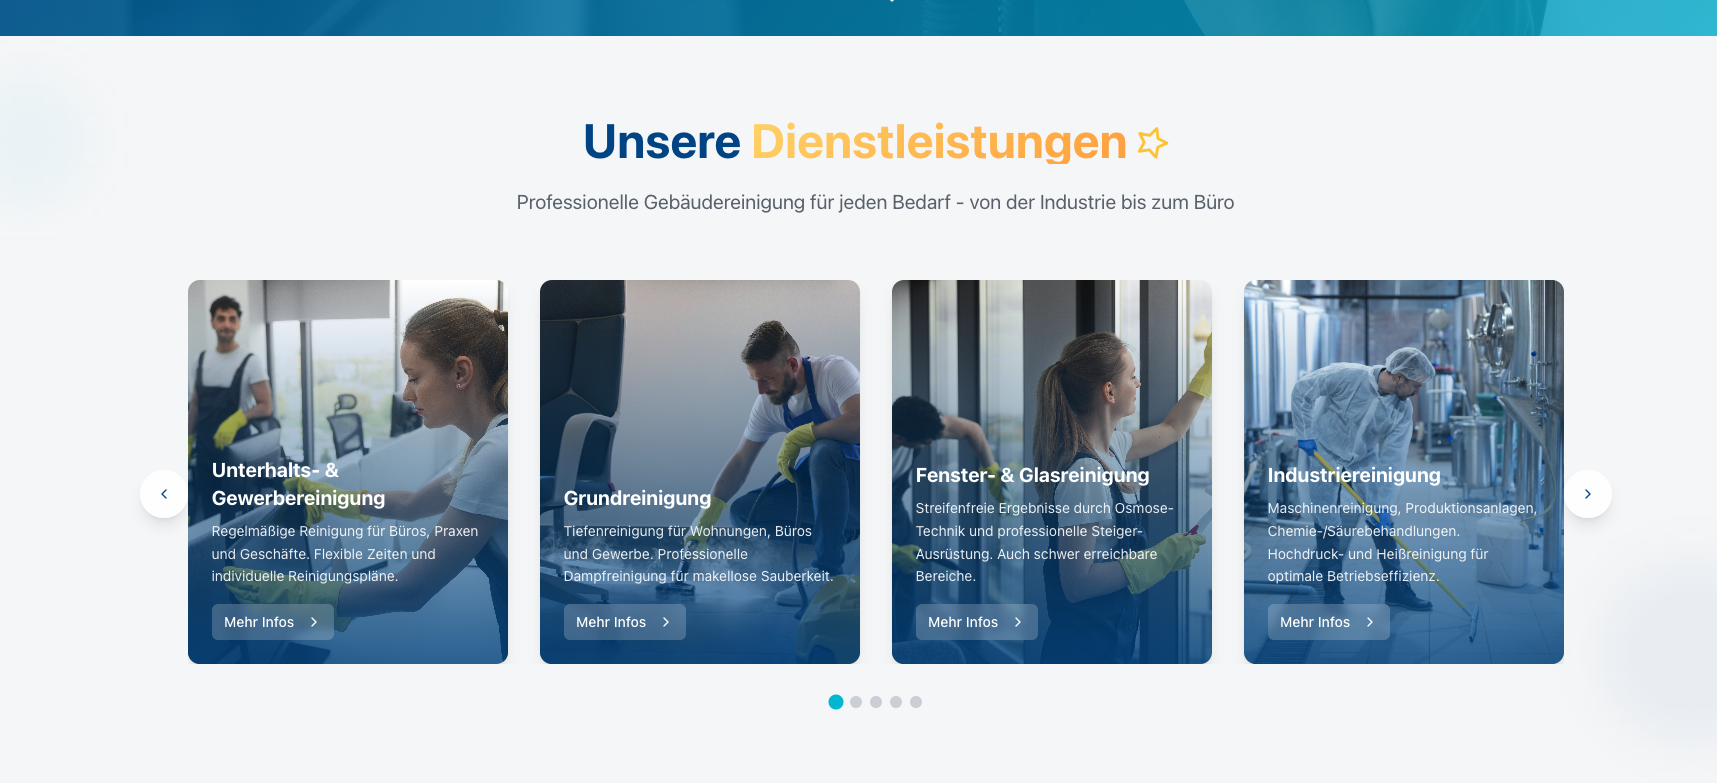 Unsere Dienstleistungen
Professionelle Gebäudereinigung für jeden Bedarf - von der Industrie bis zum Büro
Unterhalts- &
Gewerbereinigung
Regelmäßige Reinigung für Büros, Praxen
und Geschäfte. Flexible Zeiten und
individuelle Reinigungspläne.
Mehr Infos
Grundreinigung
Tiefenreinigung für Wohnungen, Büros
und Gewerbe. Professionelle
Dampfreinigung für makellose Sauberkeit.
Mehr Infos
Fenster- & Glasreinigung
Streifenfreie Ergebnisse durch Osmose-
Technik und professionelle Steiger-
Ausrüstung. Auch schwer erreichbare
Bereiche.
Mehr Infos
Industriereinigung
Maschinenreinigung, Produktionsanlagen,
Chemie-/Säurebehandlungen.
Hochdruck- und Heißreinigung für
optimale Betriebseffizienz.
Mehr Infos